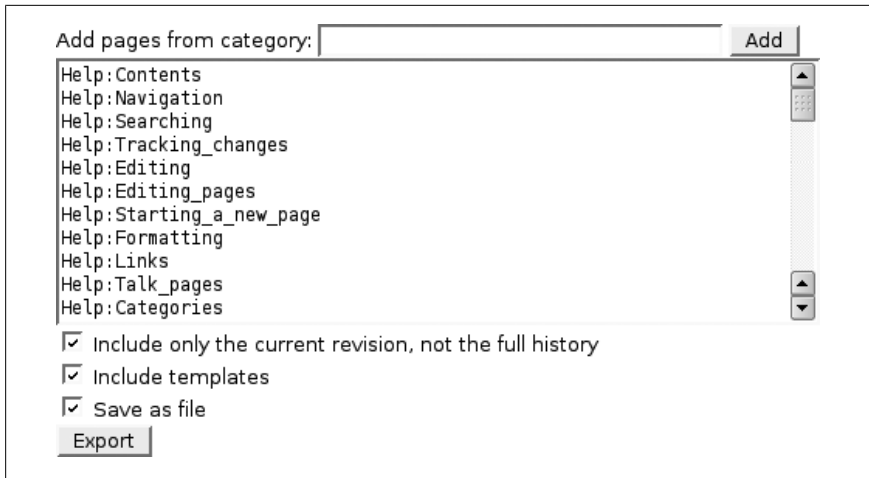 Add pages from category: Add
Help:Contents
Help:Navigation
Help:Searching
Help:Tracking_changes
Help:Editing
Help:Editing_pages
Help:Starting_a_new_page
Help:Formatting
Help:Links
Help:Talk_pages
Help:Categories
Include only the current revision, not the full history
Include templates
Save as file
Export